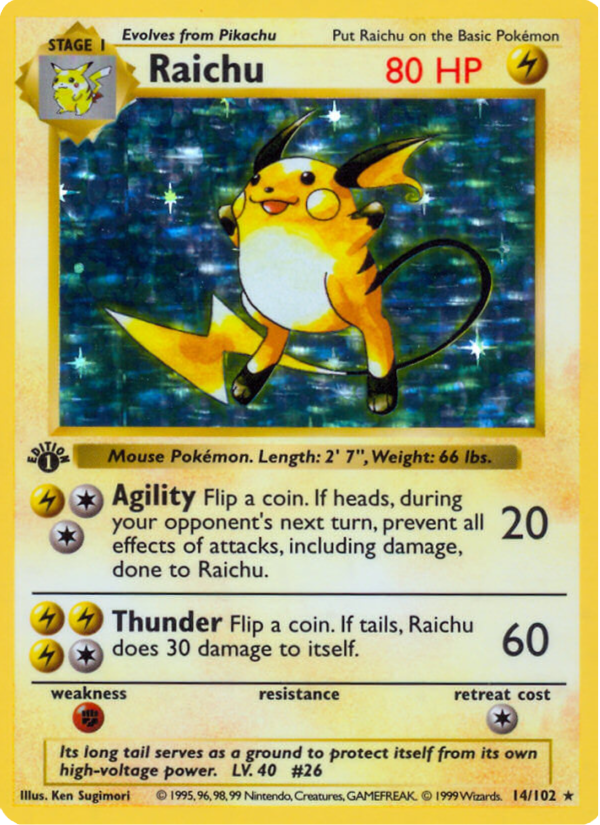 Evolves from Pikachu
Put Raichu on the Basic Pokémon
STAGE 1
Raichu
80 HP
EDITION
1
Mouse Pokémon. Length: 2' 7", Weight: 66 lbs.
Agility Flip a coin. If heads, during
your opponent's next turn, prevent all
effects of attacks, including damage,
done to Raichu.
20
Thunder Flip a coin. If tails, Raichu
does 30 damage to itself.
60
weakness
resistance
retreat cost
Its long tail serves as a ground to protect itself from its own
high-voltage power. LV. 40 #26
Illus. Ken Sugimori
© 1995, 96, 98, 99 Nintendo, Creatures, GAMEFREAK. © 1999 Wizards.
14/102 ★